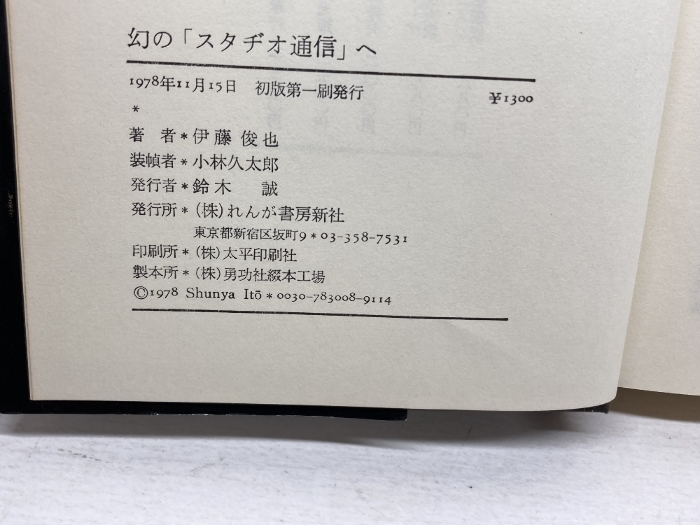 幻の「スタヂオ通信」へ
1978年11月15日 初版第一刷発行 ¥1300
*
著 者*伊藤俊也
装幀者*小林久太郎
発行者*鈴木 誠
発行所*(株)れんが書房新社
東京都新宿区坂町9*03-358-7531
印刷所*(株)太平印刷社
製本所*(株)勇功社綴本工場
©1978 Shunya Itō*0030-783008-9114